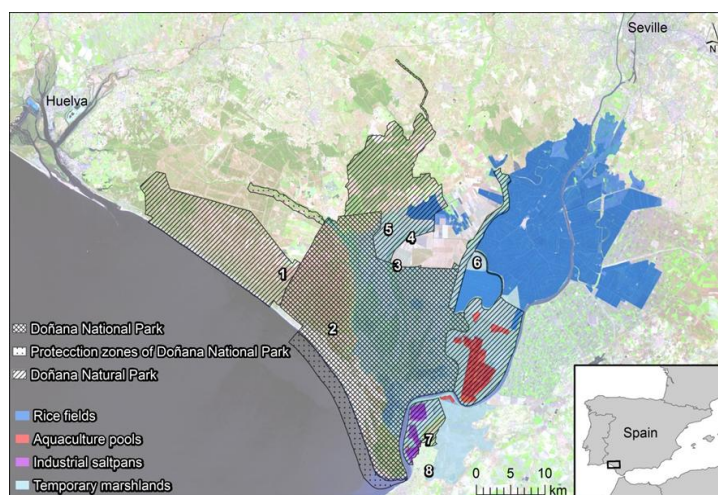 Seville
N
Huelva
5
4
3
6
1
2
Doñana National Park
Protecction zones of Doñana National Park
Doñana Natural Park
Rice fields
Aquaculture pools
Industrial saltpans
Temporary marshlands
7
8
0 5 10
km
Spain